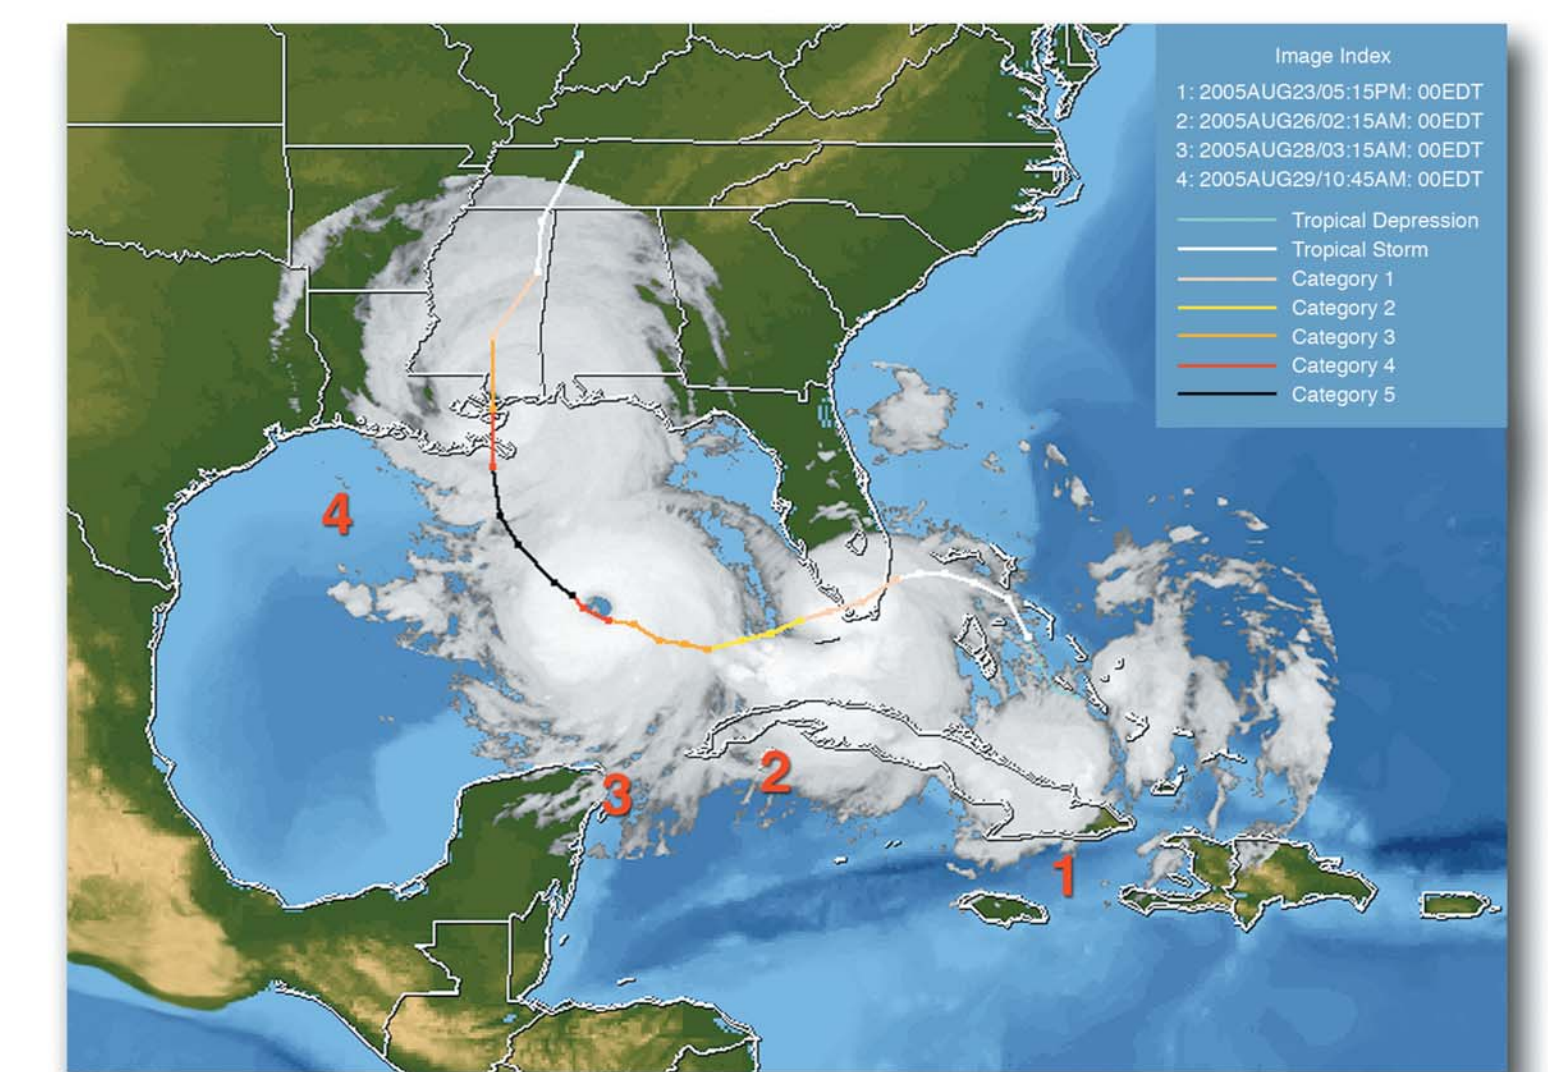 Image Index
1: 2005AUG23/05:15PM: 00EDT
2: 2005AUG26/02:15AM: 00EDT
3: 2005AUG28/03:15AM: 00EDT
4: 2005AUG29/10:45AM: 00EDT
Tropical Depression
Tropical Storm
Category 1
Category 2
Category 3
Category 4
Category 5
4
2
3
1